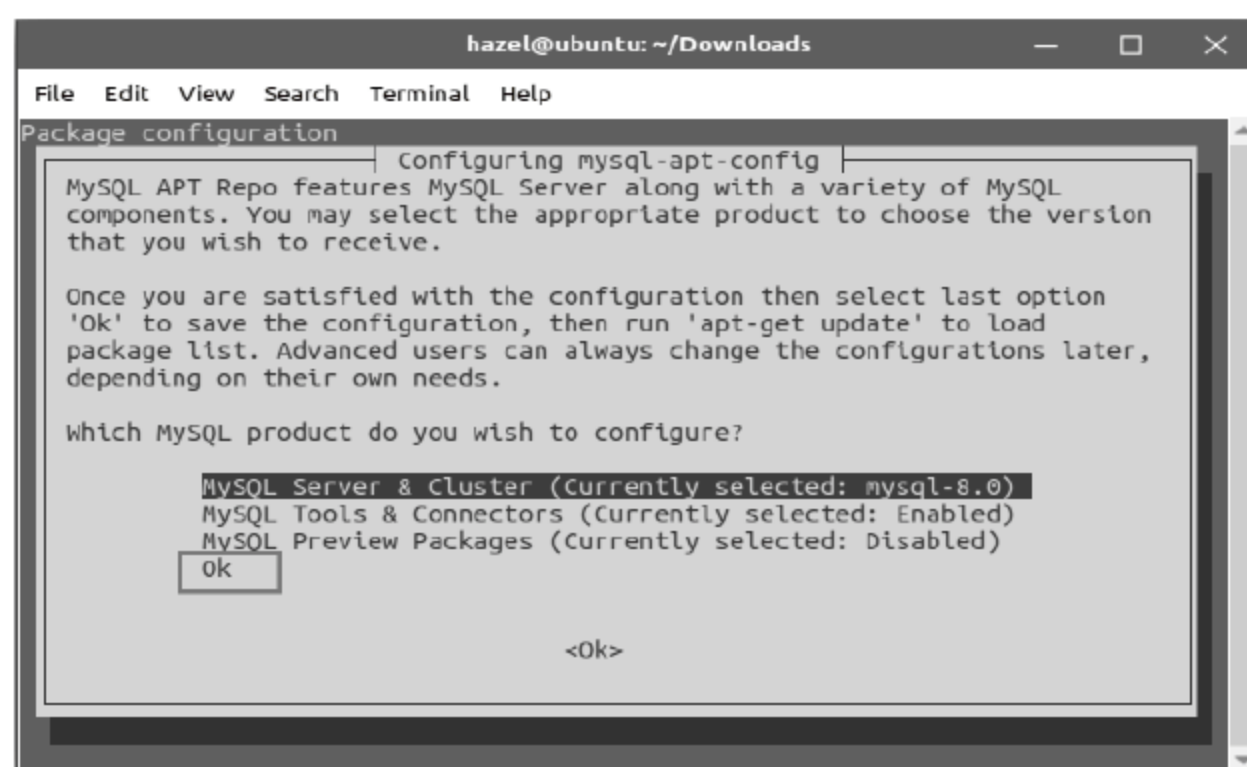 hazel@ubuntu: ~/Downloads
File Edit View Search Terminal Help
Package configuration
Configuring mysql-apt-config
MySQL APT Repo features MySQL Server along with a variety of MySQL
components. You may select the appropriate product to choose the version
that you wish to receive.
Once you are satisfied with the configuration then select last option
'Ok' to save the configuration, then run 'apt-get update' to load
package list. Advanced users can always change the configurations later,
depending on their own needs.
Which MySQL product do you wish to configure?
MySQL Server & Cluster (Currently selected: mysql-8.0)
MySQL Tools & Connectors (Currently selected: Enabled)
MySQL Preview Packages (Currently selected: Disabled)
Ok
<Ok>